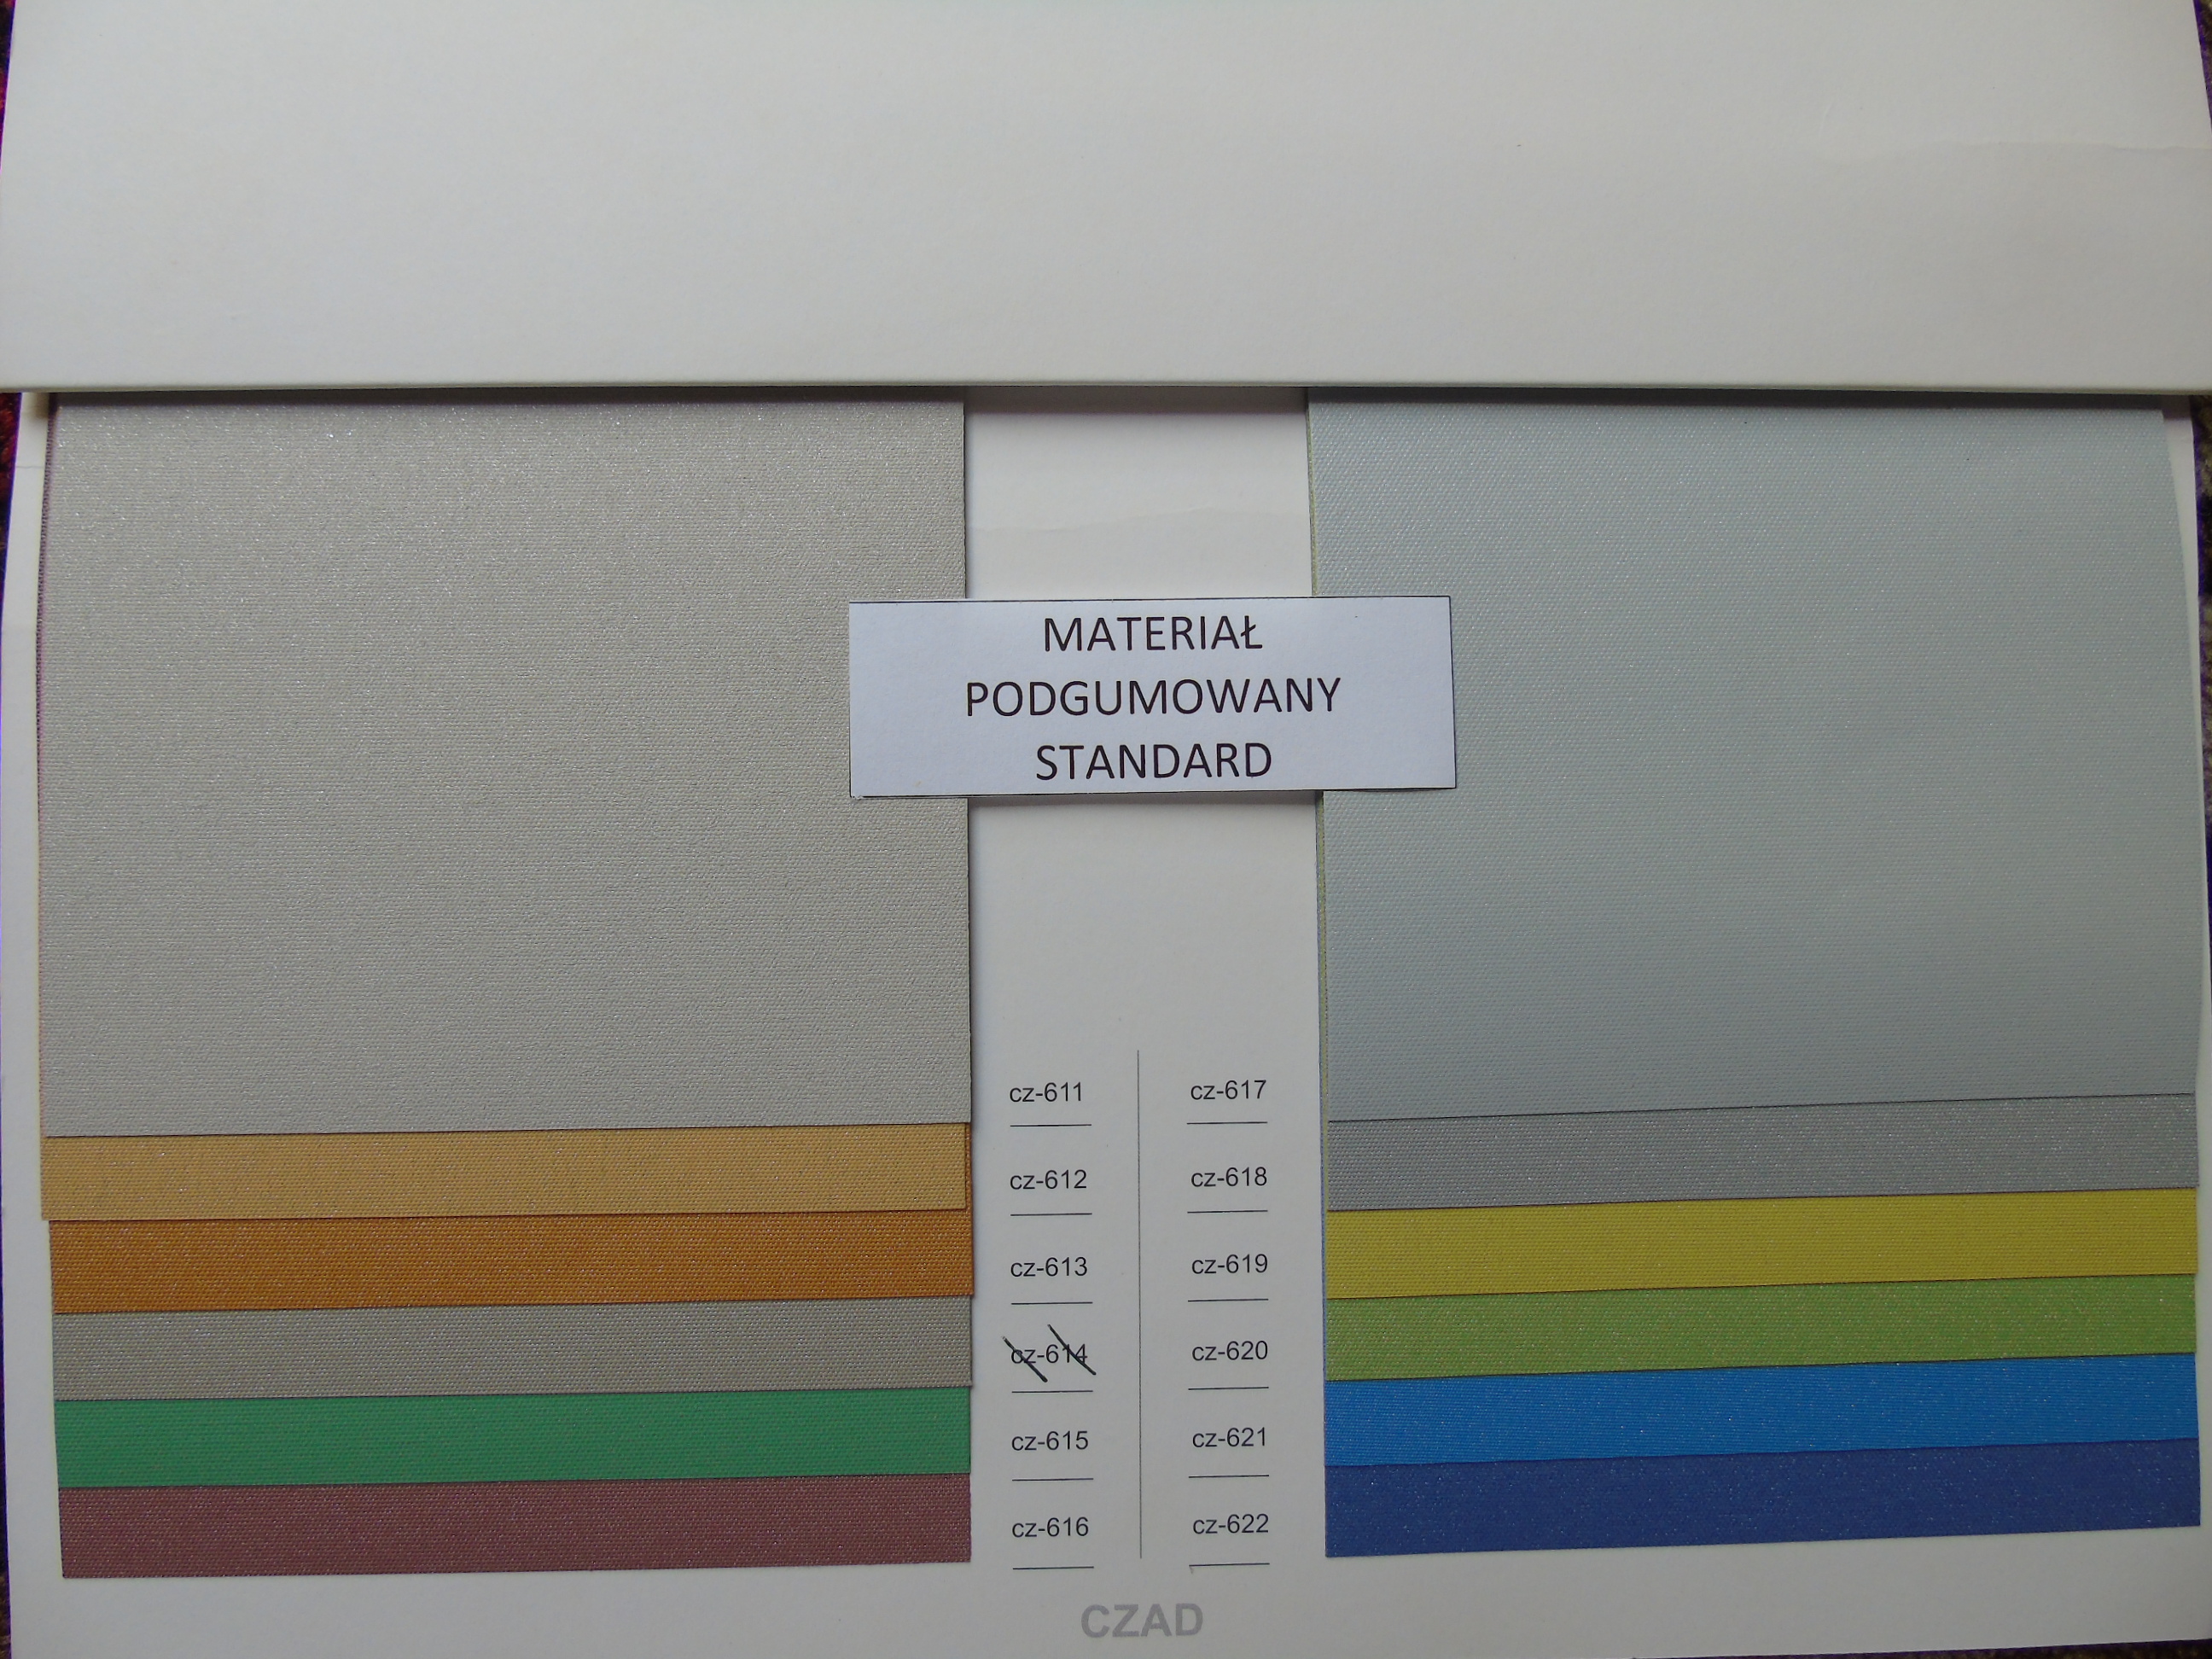 MATERIAŁ
PODGUMOWANY
STANDARD
cz-611
cz-612
cz-613
cz-614
cz-615
cz-616
cz-617
cz-618
cz-619
cz-620
cz-621
cz-622
CZAD